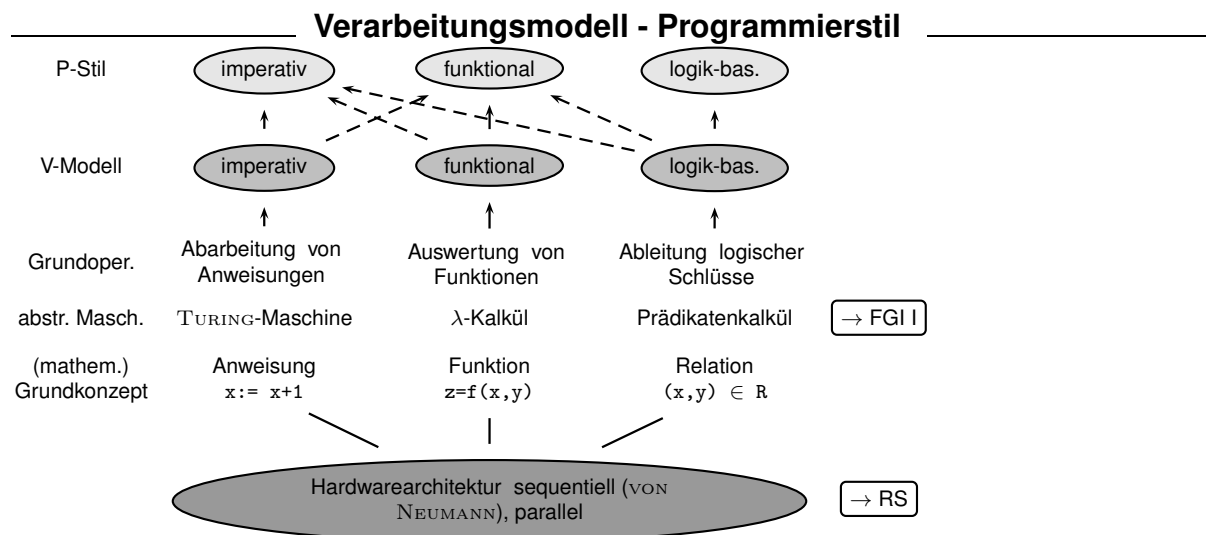 Verarbeitungsmodell - Programmierstil
P-Stil imperativ funktional logik-bas.
V-Modell imperativ funktional logik-bas.
Abarbeitung von Auswertung von Ableitung logischer
Grundoper. Anweisungen Funktionen Schlüsse
abstr. Masch. TURING-Maschine λ-Kalkül Prädikatenkalkül → FGI I
(mathem.) Anweisung Funktion Relation
Grundkonzept x:= x+1 z=f(x,y) (x,y) ∈ R
Hardwarearchitektur sequentiell (VON
NEUMANN), parallel → RS